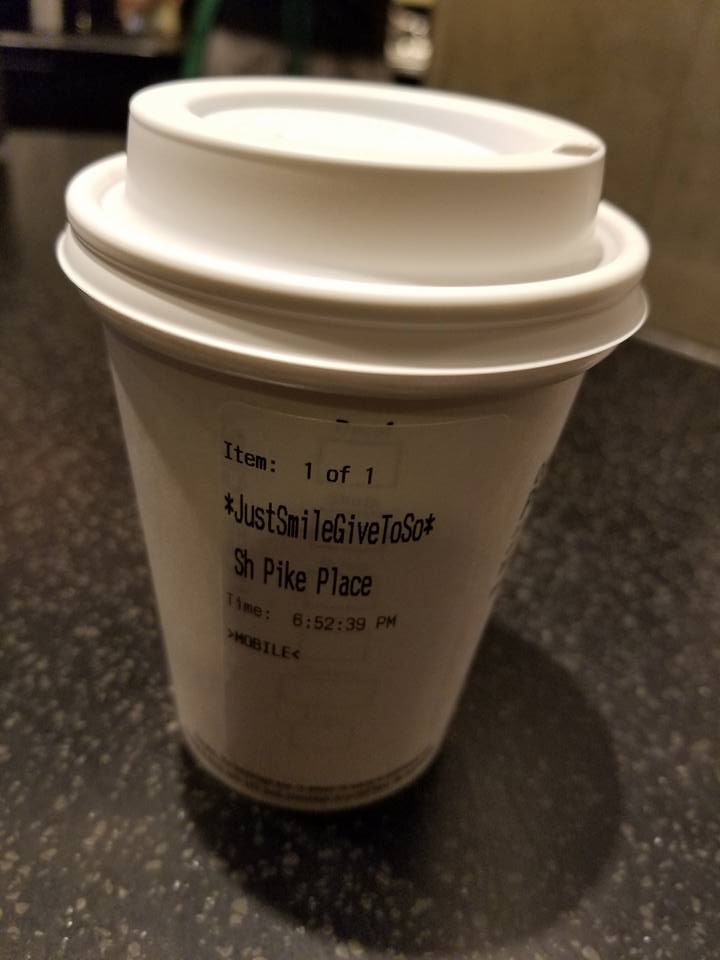 Item: 1 of 1
*JustSmileGiveToSo*
Sh Pike Place
Time: 6:52:39 PM
>MOBILE<